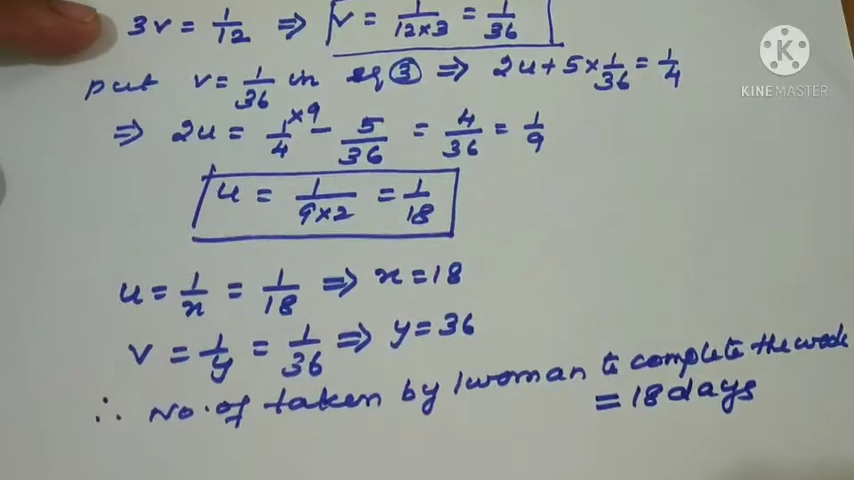 3v = 1/12 ⇒ v = 1/(12×3) = 1/36
put v = 1/36 in eq ③ ⇒ 2u + 5 × 1/36 = 1/4
⇒ 2u = 1/4 ×9 − 5/36 = 4/36 = 1/9
u = 1/(9×2) = 1/18
u = 1/x = 1/18 ⇒ x = 18
v = 1/y = 1/36 ⇒ y = 36
∴ No. of taken by 1 woman to complete the work
= 18 days
K
KINEMASTER